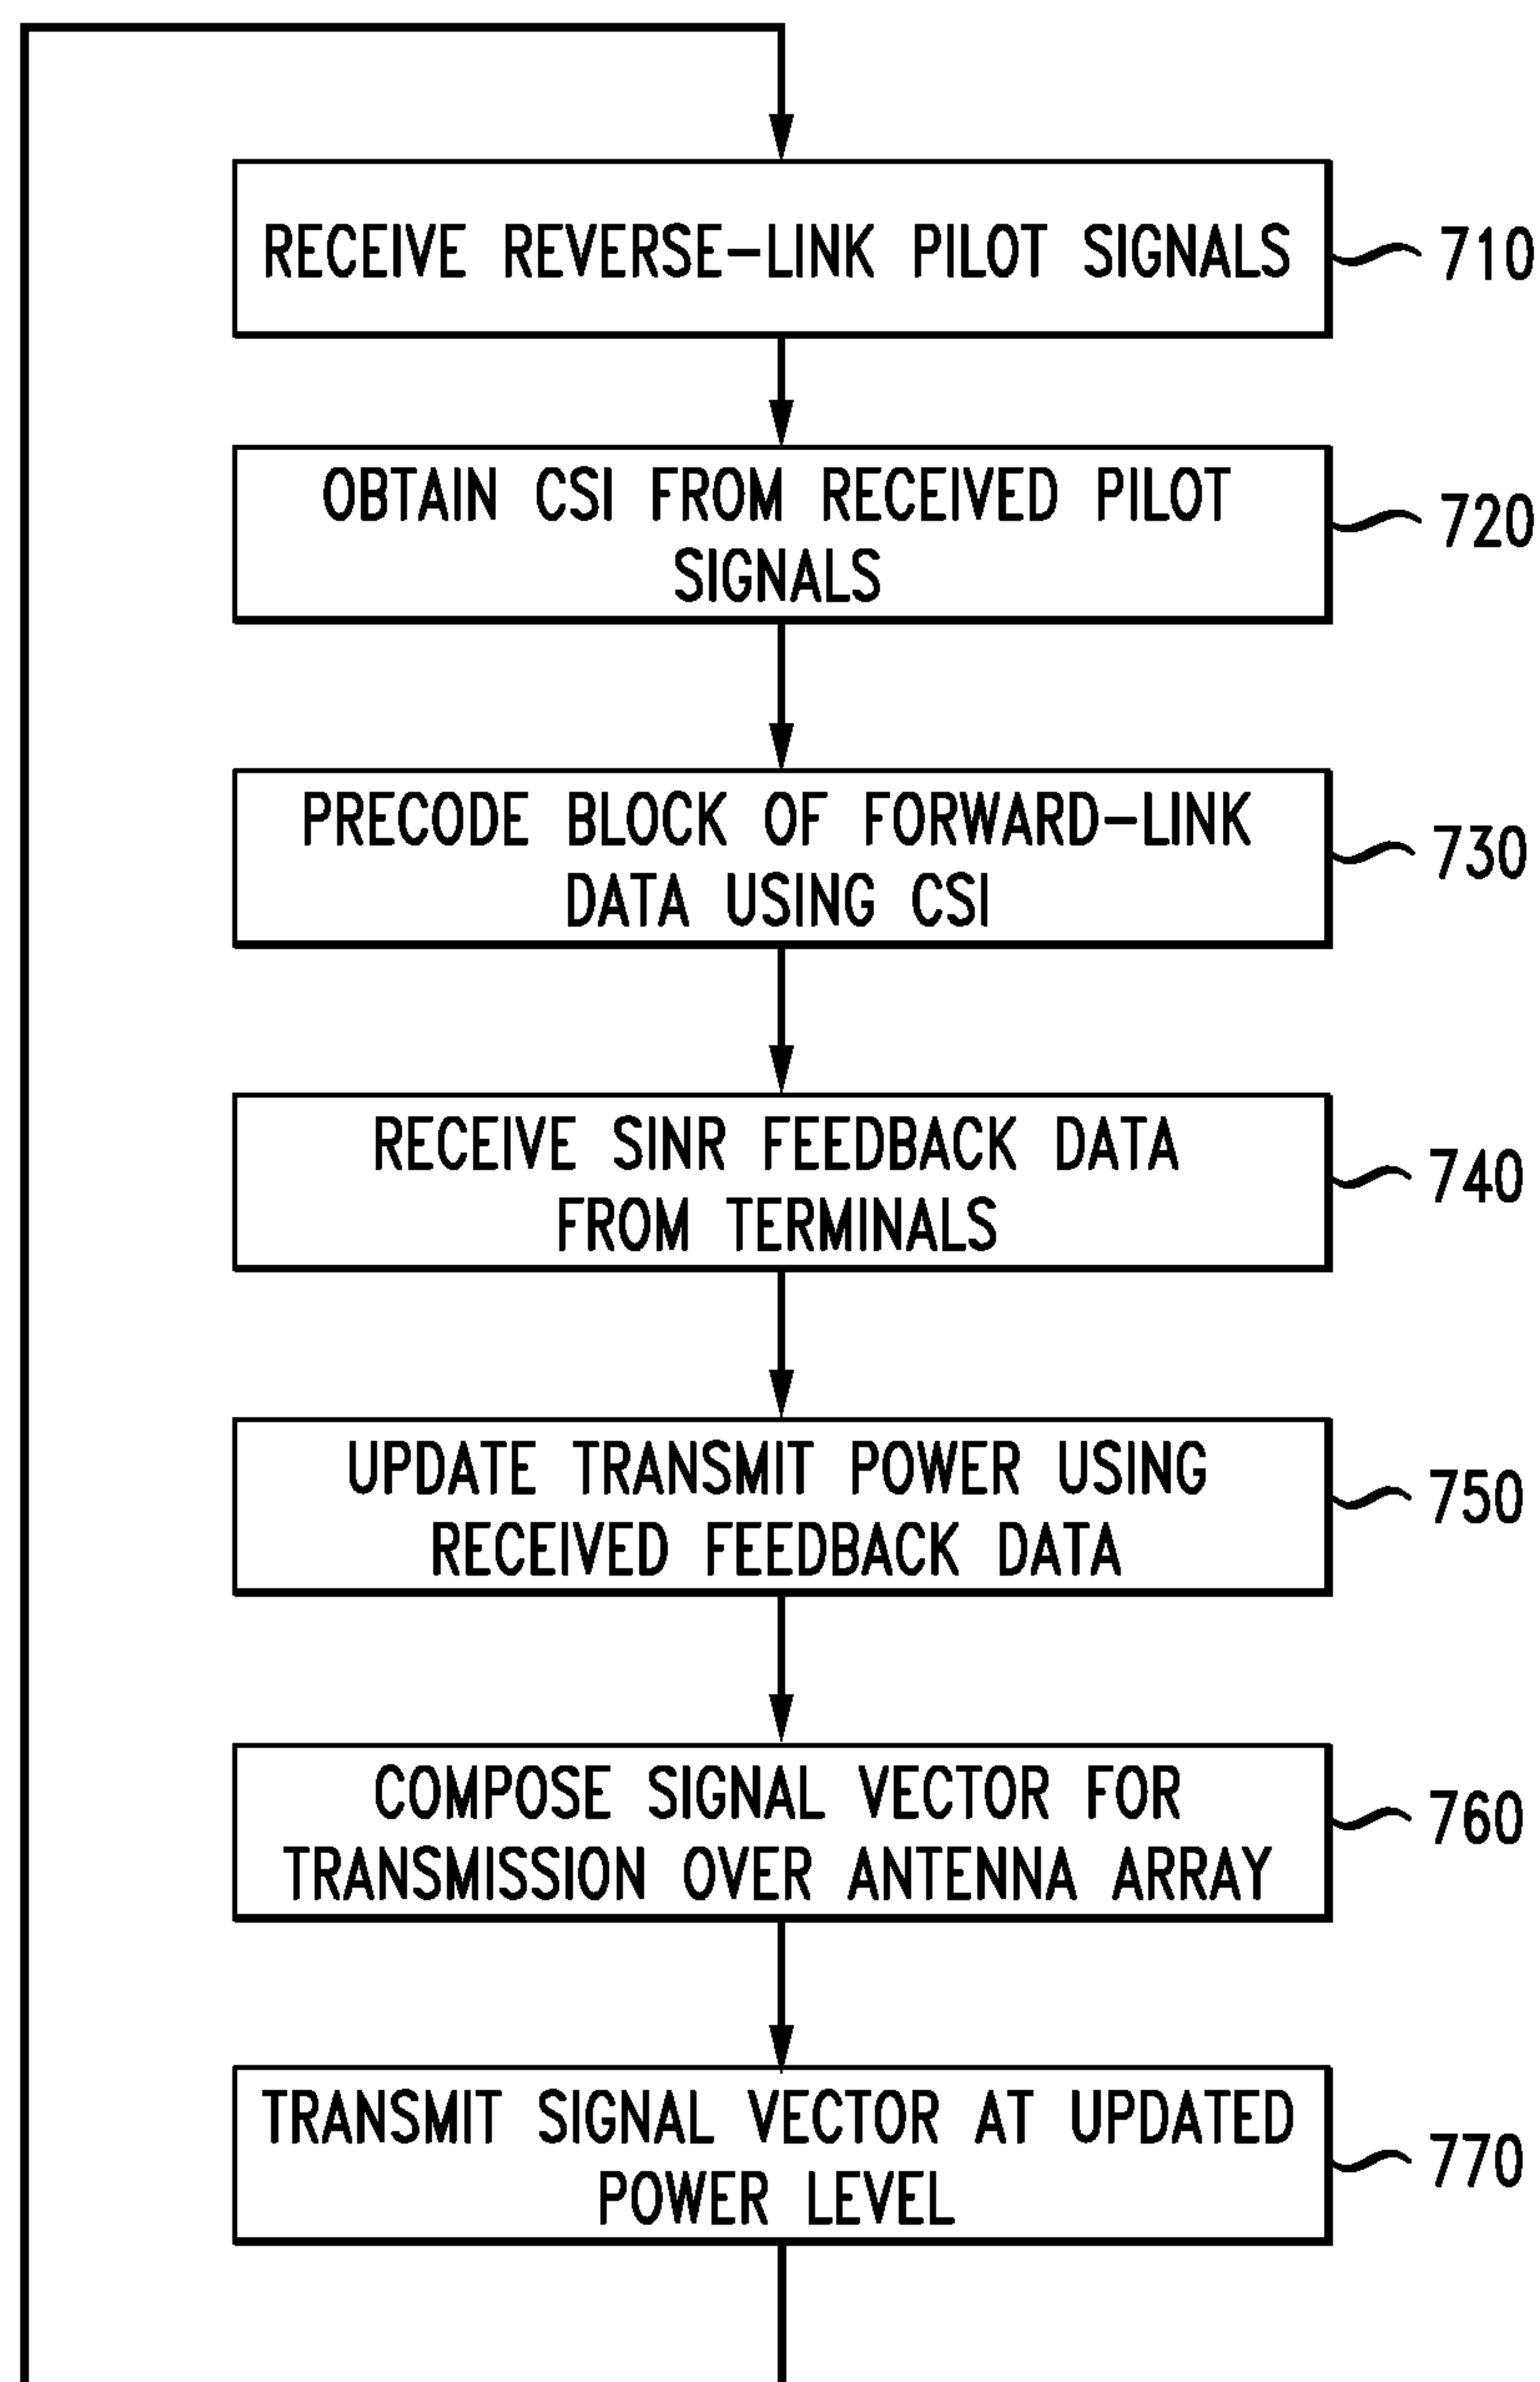 RECEIVE REVERSE-LINK PILOT SIGNALS
710
OBTAIN CSI FROM RECEIVED PILOT
SIGNALS
720
PRECODE BLOCK OF FORWARD-LINK
DATA USING CSI
730
RECEIVE SINR FEEDBACK DATA
FROM TERMINALS
740
UPDATE TRANSMIT POWER USING
RECEIVED FEEDBACK DATA
750
COMPOSE SIGNAL VECTOR FOR
TRANSMISSION OVER ANTENNA ARRAY
760
TRANSMIT SIGNAL VECTOR AT UPDATED
POWER LEVEL
770